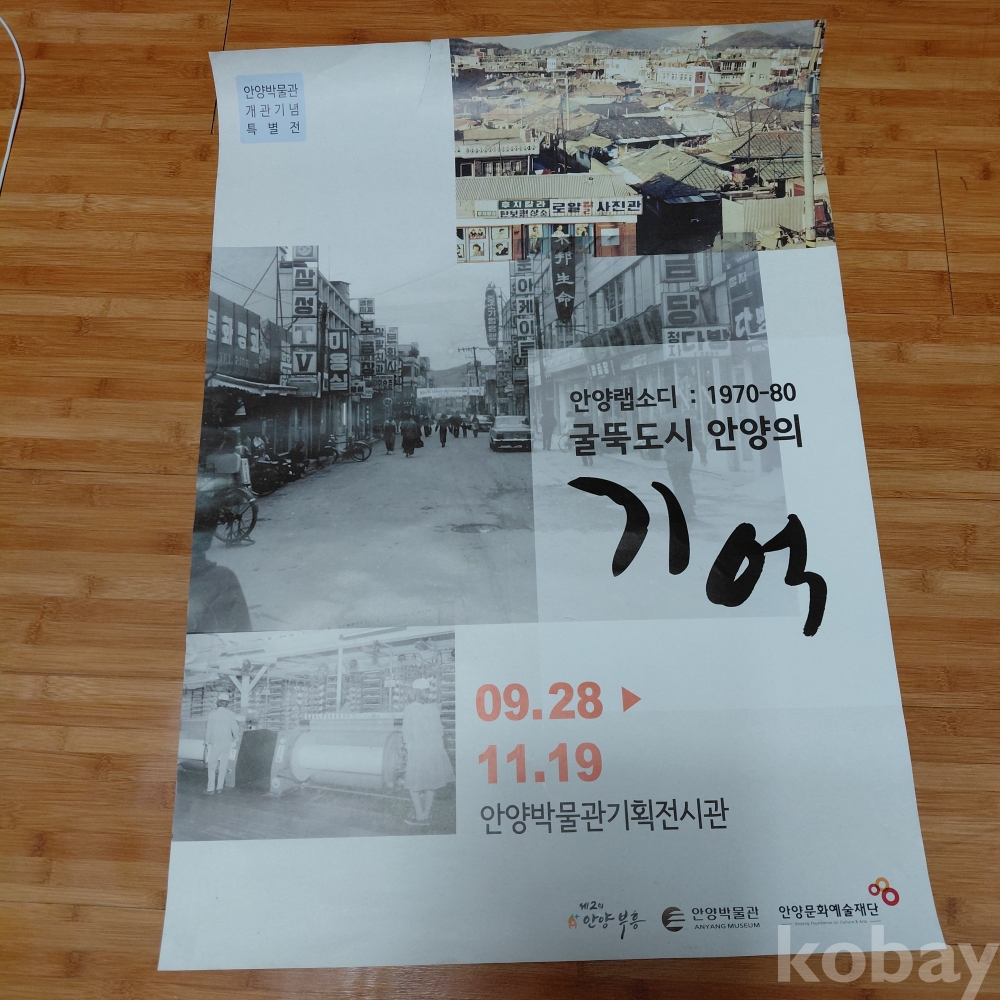 안양박물관
개관기념
특별전
후지칼라
로얄 사진관
삼성
TV
미용실
邦生命
안양랩소디 : 1970-80
굴뚝도시 안양의
기억
09.28 ▶
11.19
안양박물관기획전시관
제2의
안양부흥
안양박물관
ANYANG MUSEUM
안양문화예술재단
kobay